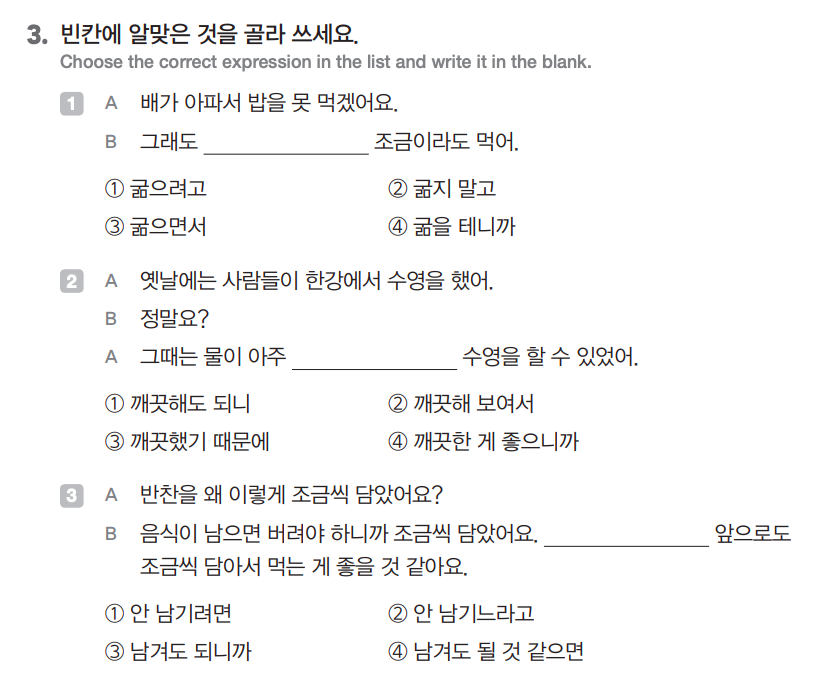 3. 빈칸에 알맞은 것을 골라 쓰세요.
Choose the correct expression in the list and write it in the blank.
1 A 배가 아파서 밥을 못 먹겠어요.
B 그래도 ________ 조금이라도 먹어.
① 굶으려고 ② 굶지 말고
③ 굶으면서 ④ 굶을 테니까
2 A 옛날에는 사람들이 한강에서 수영을 했어.
B 정말요?
A 그때는 물이 아주 ________ 수영을 할 수 있었어.
① 깨끗해도 되니 ② 깨끗해 보여서
③ 깨끗했기 때문에 ④ 깨끗한 게 좋으니까
3 A 반찬을 왜 이렇게 조금씩 담았어요?
B 음식이 남으면 버려야 하니까 조금씩 담았어요. ________ 앞으로도
조금씩 담아서 먹는 게 좋을 것 같아요.
① 안 남기려면 ② 안 남기느라고
③ 남겨도 되니까 ④ 남겨도 될 것 같으면